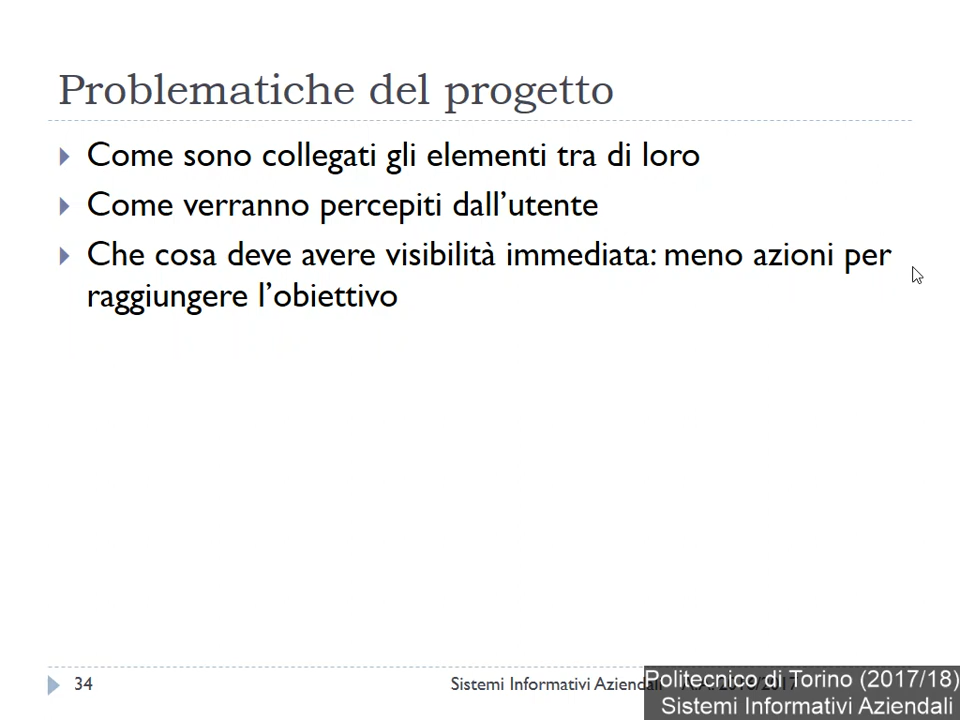 Problematiche del progetto
Come sono collegati gli elementi tra di loro
Come verranno percepiti dall'utente
Che cosa deve avere visibilità immediata: meno azioni per
raggiungere l'obiettivo
34
Sistemi Informativi Aziendali
Politecnico di Torino (2017/18)
Sistemi Informativi Aziendali